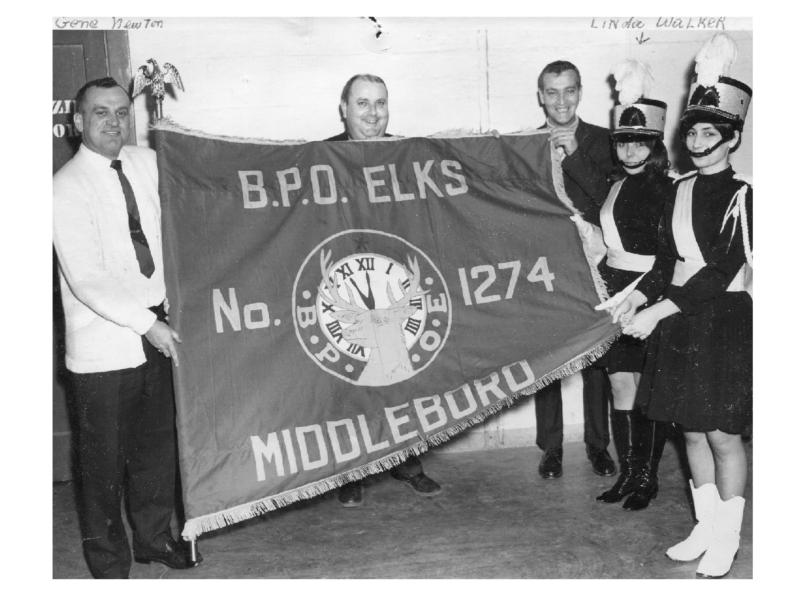 Gene Newton
LINda WALKER
B.P.O. ELKS
No. 1274
MIDDLEBORO
XI XII I
X
VIII VII
B. P. O. E.